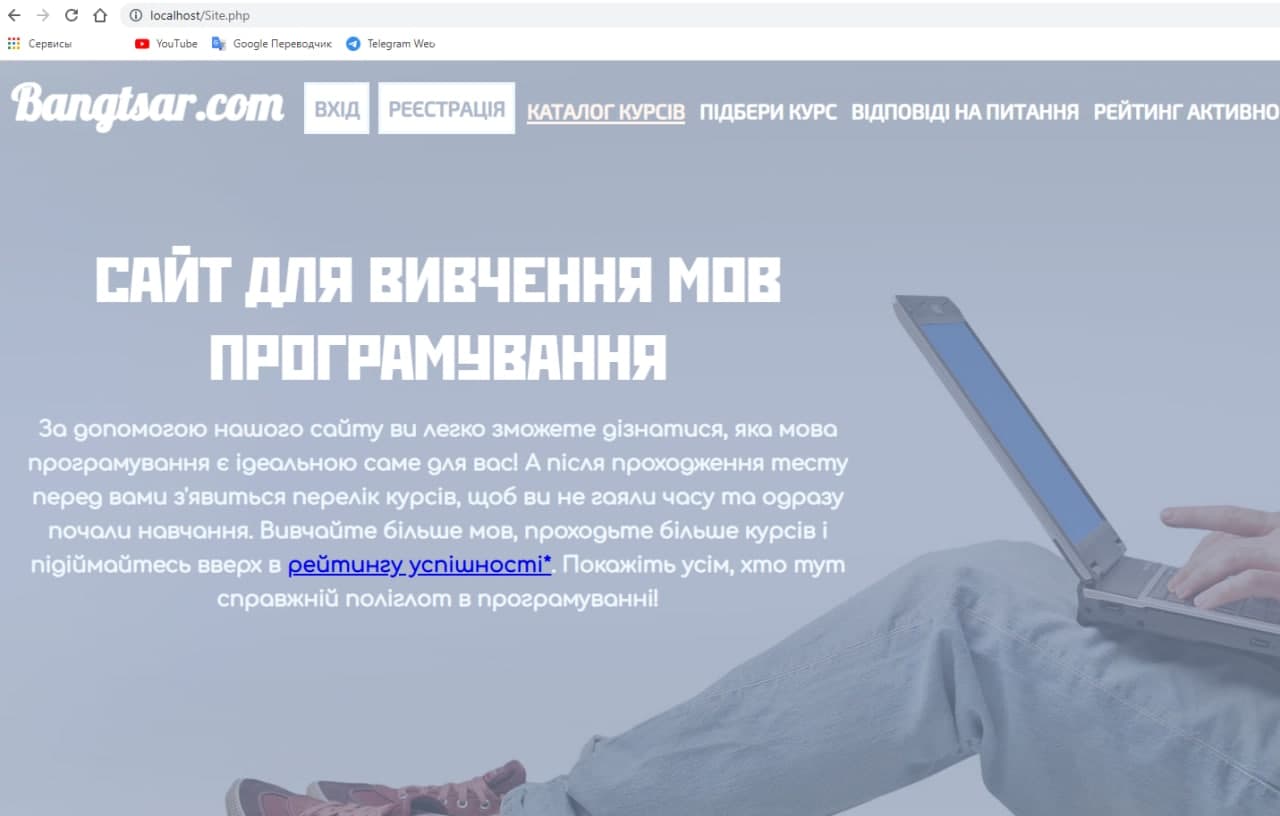 localhost/Site.php
Сервисы YouTube Google Переводчик Telegram Web
Bangtsar.com ВХІД РЕЄСТРАЦІЯ КАТАЛОГ КУРСІВ ПІДБЕРИ КУРС ВІДПОВІДІ НА ПИТАННЯ РЕЙТИНГ АКТИВНО
САЙТ ДЛЯ ВИВЧЕННЯ МОВ
ПРОГРАМУВАННЯ
За допомогою нашого сайту ви легко зможете дізнатися, яка мова
програмування є ідеальною саме для вас! А після проходження тесту
перед вами з'явиться перелік курсів, щоб ви не гаяли часу та одразу
почали навчання. Вивчайте більше мов, проходьте більше курсів і
підіймайтесь вверх в рейтингу успішності*. Покажіть усім, хто тут
справжній поліглот в програмуванні!